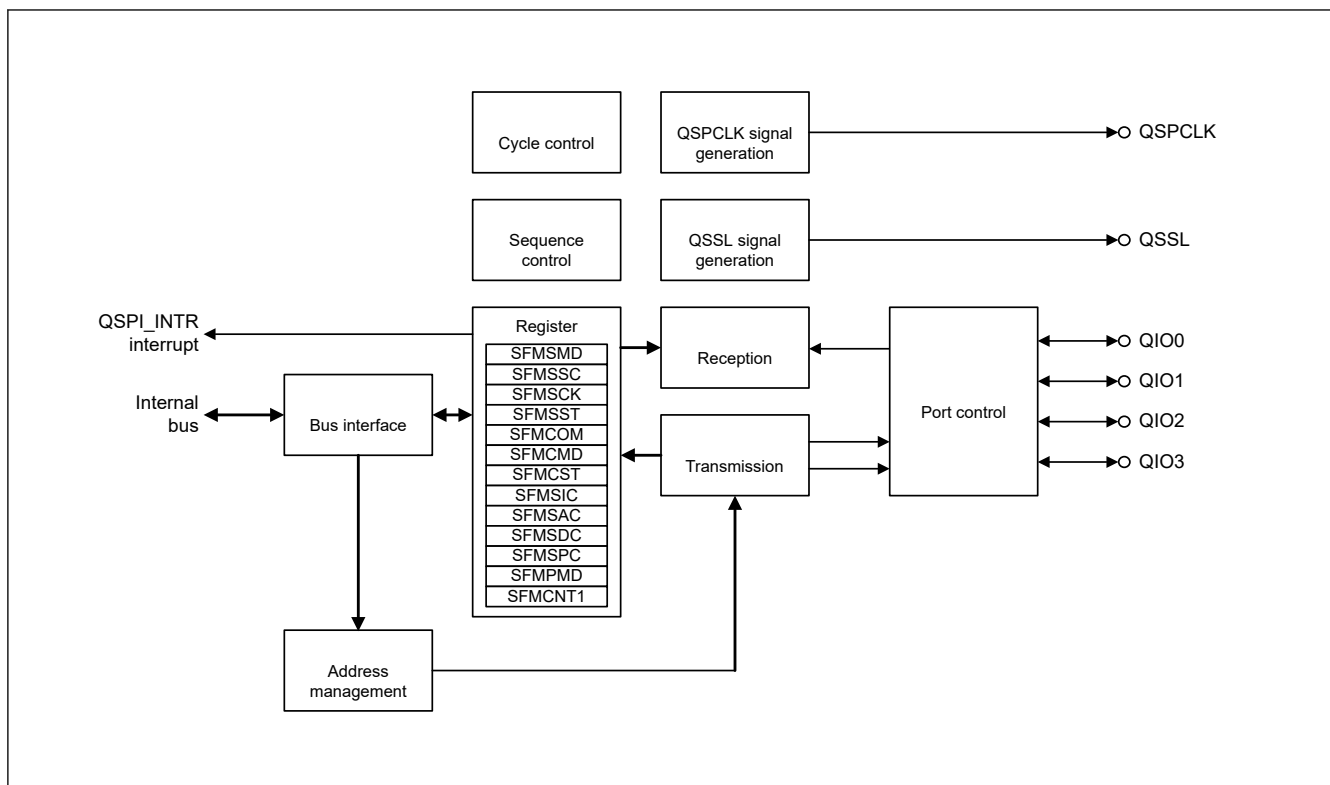 Cycle control
QSPCLK signal
generation
QSPCLK
Sequence
control
QSSL signal
generation
QSSL
QSPI_INTR
interrupt
Internal
bus
Bus interface
Register
SFMSMD
SFMSSC
SFMSCK
SFMSST
SFMCOM
SFMCMD
SFMCST
SFMSIC
SFMSAC
SFMSDC
SFMSPC
SFMPMD
SFMCNT1
Reception
Transmission
Port control
QIO0
QIO1
QIO2
QIO3
Address
management